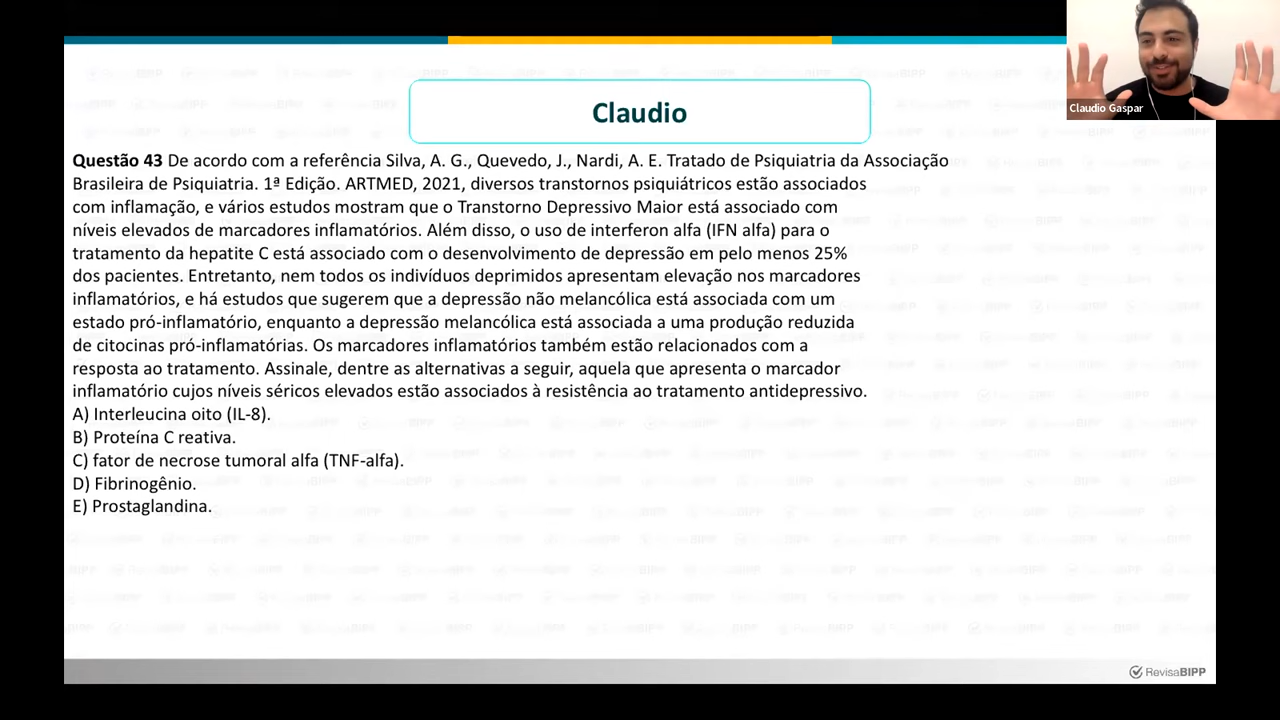 Claudio
Claudio Gaspar
Questão 43 De acordo com a referência Silva, A. G., Quevedo, J., Nardi, A. E. Tratado de Psiquiatria da Associação
Brasileira de Psiquiatria. 1ª Edição. ARTMED, 2021, diversos transtornos psiquiátricos estão associados
com inflamação, e vários estudos mostram que o Transtorno Depressivo Maior está associado com
níveis elevados de marcadores inflamatórios. Além disso, o uso de interferon alfa (IFN alfa) para o
tratamento da hepatite C está associado com o desenvolvimento de depressão em pelo menos 25%
dos pacientes. Entretanto, nem todos os indivíduos deprimidos apresentam elevação nos marcadores
inflamatórios, e há estudos que sugerem que a depressão não melancólica está associada com um
estado pró-inflamatório, enquanto a depressão melancólica está associada a uma produção reduzida
de citocinas pró-inflamatórias. Os marcadores inflamatórios também estão relacionados com a
resposta ao tratamento. Assinale, dentre as alternativas a seguir, aquela que apresenta o marcador
inflamatório cujos níveis séricos elevados estão associados à resistência ao tratamento antidepressivo.
A) Interleucina oito (IL-8).
B) Proteína C reativa.
C) fator de necrose tumoral alfa (TNF-alfa).
D) Fibrinogênio.
E) Prostaglandina.
RevisaBIPP